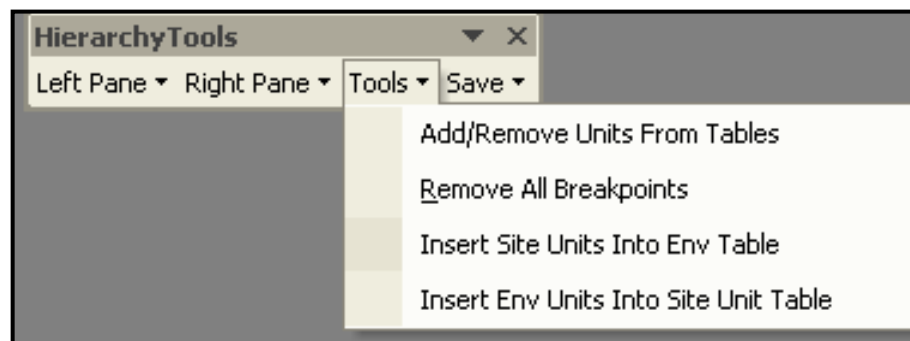 HierarchyTools
Left Pane Right Pane Tools Save
Add/Remove Units From Tables
Remove All Breakpoints
Insert Site Units Into Env Table
Insert Env Units Into Site Unit Table